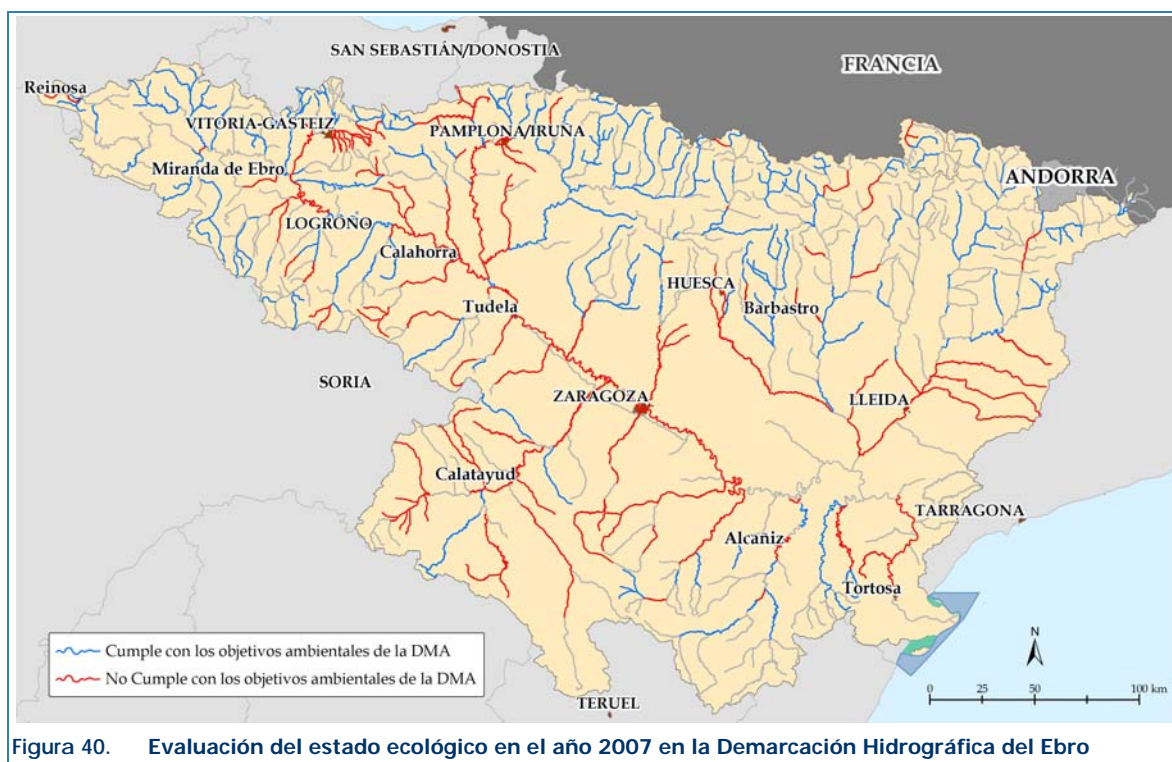 SAN SEBASTIÁN/DONOSTIA
FRANCIA
Reinosa
VITORIA-GASTEIZ
PAMPLONA/IRUNA
Miranda de Ebro
ANDORRA
LOGROÑO
Calahorra
HUESCA
Tudela
Barbastro
SORIA
ZARAGOZA
LLEIDA
Calatayud
TARRAGONA
Alcañiz
Tortosa
Cumple con los objetivos ambientales de la DMA
No Cumple con los objetivos ambientales de la DMA
N
0 25 50 100 km
TERUEL
Figura 40. Evaluación del estado ecológico en el año 2007 en la Demarcación Hidrográfica del Ebro